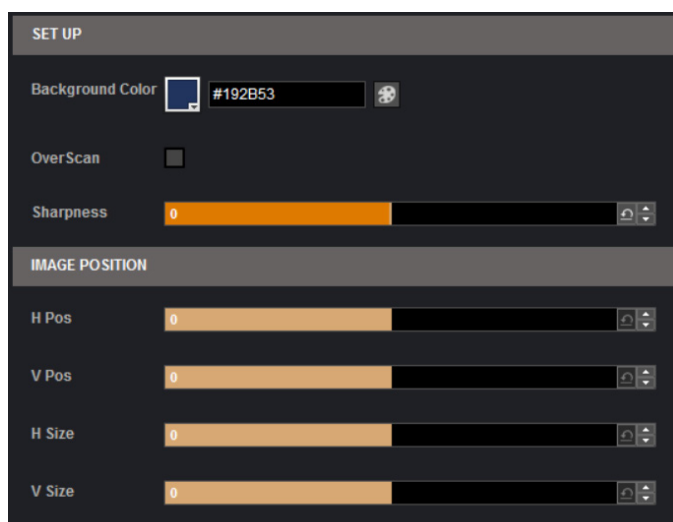 SET UP
Background Color #192B53
OverScan
Sharpness 0
IMAGE POSITION
H Pos 0
V Pos 0
H Size 0
V Size 0